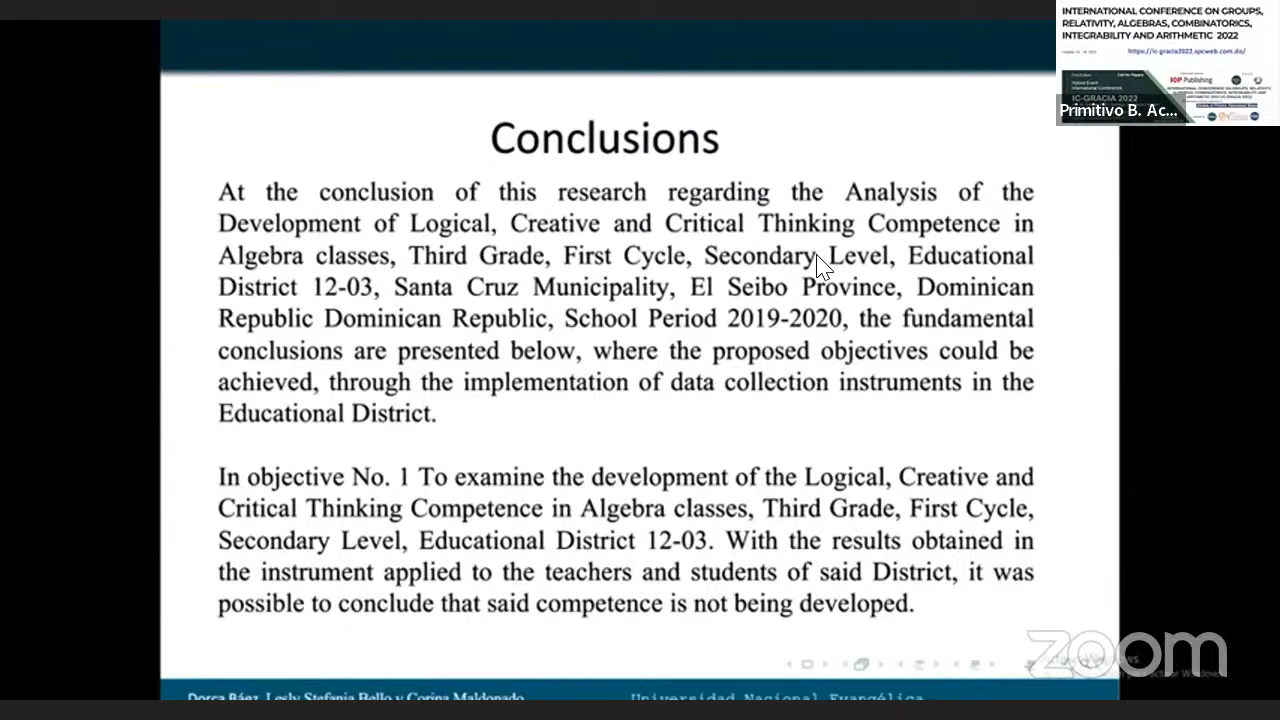 INTERNATIONAL CONFERENCE ON GROUPS,
RELATIVITY, ALGEBRAS, COMBINATORICS,
INTEGRABILITY AND ARITHMETIC 2022
https://ic-gracia2022.spcweb.com.do/
IOP Publishing
IC-GRACIA 2022
Primitivo B. Ac...
Conclusions
At the conclusion of this research regarding the Analysis of the
Development of Logical, Creative and Critical Thinking Competence in
Algebra classes, Third Grade, First Cycle, Secondary Level, Educational
District 12-03, Santa Cruz Municipality, El Seibo Province, Dominican
Republic Dominican Republic, School Period 2019-2020, the fundamental
conclusions are presented below, where the proposed objectives could be
achieved, through the implementation of data collection instruments in the
Educational District.
In objective No. 1 To examine the development of the Logical, Creative and
Critical Thinking Competence in Algebra classes, Third Grade, First Cycle,
Secondary Level, Educational District 12-03. With the results obtained in
the instrument applied to the teachers and students of said District, it was
possible to conclude that said competence is not being developed.
zoom
Dorca Báez, Lesly Stefania Bello y Corina Maldonado
Universidad Nacional Evangélica